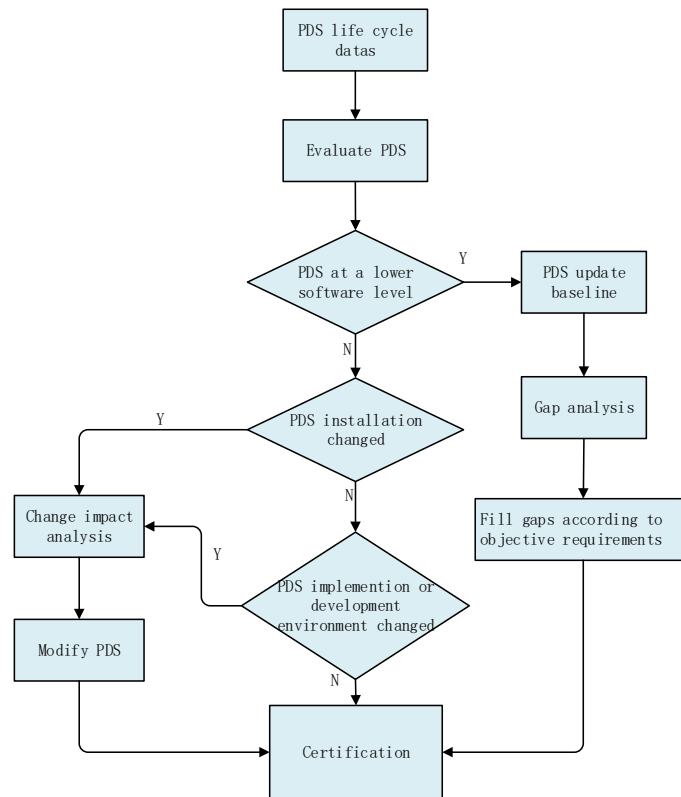 PDS life cycle
datas
Evaluate PDS
PDS at a lower
software level
Y
PDS update
baseline
N
Gap analysis
PDS installation
changed
Y
N
Fill gaps according to
objective requirements
Change impact
analysis
Y
PDS implemention or
development
environment changed
Modify PDS
N
Certification